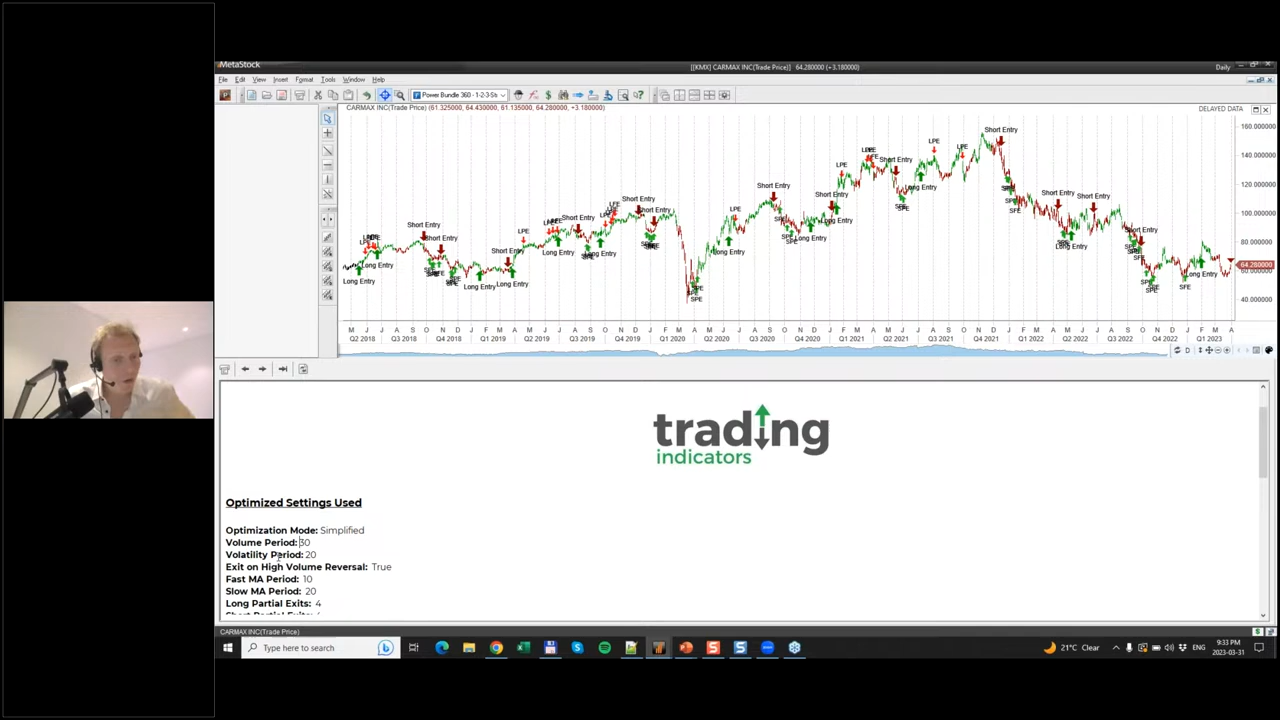 MetaStock
[[KMX] CARMAX INC(Trade Price)] 64.280000 (+3.180000)
Daily
File Edit View Insert Format Tools Window Help
Power Bundle 360 - 1-2-3-Sh
CARMAX INC(Trade Price) (61.325000, 64.430000, 61.135000, 64.280000, +3.180000)
DELAYED DATA
160.000000
140.000000
120.000000
100.000000
80.000000
64.280000
60.000000
40.000000
Short Entry
LPE
Long Entry
SPE
SFE
M J J A S O N D J F M A M J J A S O N D J F M A M J J A S O N D J F M A M J J A S O N D J F M A M J J A S O N D J F M A
Q2 2018 Q3 2018 Q4 2018 Q1 2019 Q2 2019 Q3 2019 Q4 2019 Q1 2020 Q2 2020 Q3 2020 Q4 2020 Q1 2021 Q2 2021 Q3 2021 Q4 2021 Q1 2022 Q2 2022 Q3 2022 Q4 2022 Q1 2023
trading
indicators
Optimized Settings Used
Optimization Mode: Simplified
Volume Period: 30
Volatility Period: 20
Exit on High Volume Reversal: True
Fast MA Period: 10
Slow MA Period: 20
Long Partial Exits: 4
CARMAX INC(Trade Price)
Type here to search
21°C Clear
ENG
9:33 PM
2023-03-31